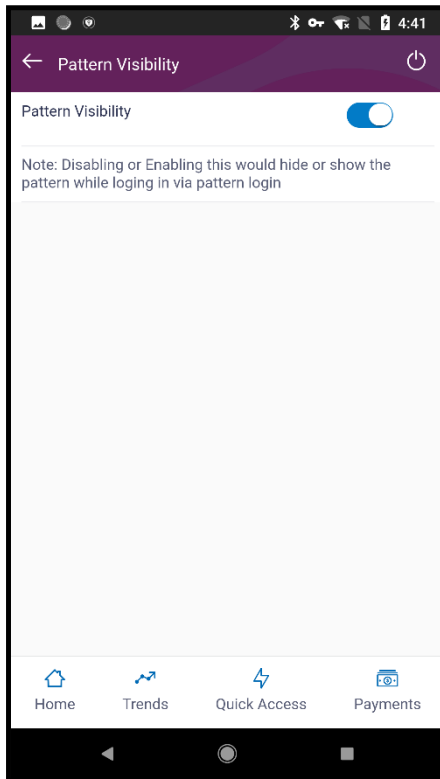 4:41
Pattern Visibility
Pattern Visibility
Note: Disabling or Enabling this would hide or show the
pattern while loging in via pattern login
Home Trends Quick Access Payments